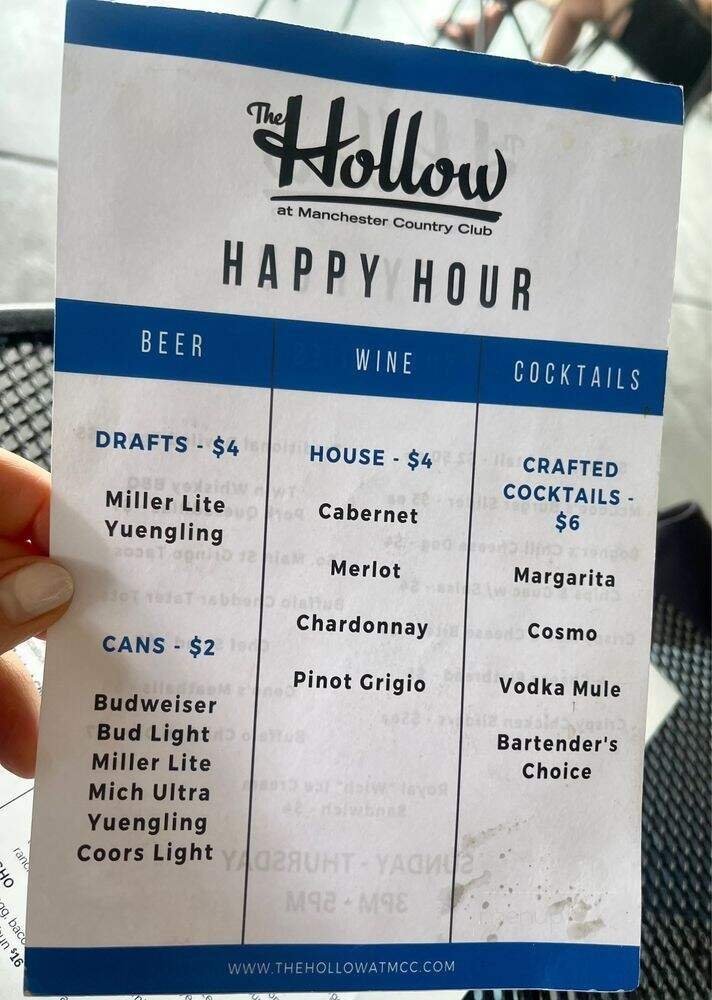 The Hollow
at Manchester Country Club
HAPPY HOUR
BEER
DRAFTS - $4
Miller Lite
Yuengling
CANS - $2
Budweiser
Bud Light
Miller Lite
Mich Ultra
Yuengling
Coors Light
WINE
HOUSE - $4
Cabernet
Merlot
Chardonnay
Pinot Grigio
COCKTAILS
CRAFTED
COCKTAILS -
$6
Margarita
Cosmo
Vodka Mule
Bartender's
Choice
SUNDAY - THURSDAY
3PM - 5PM
WWW.THEHOLLOWATMCC.COM